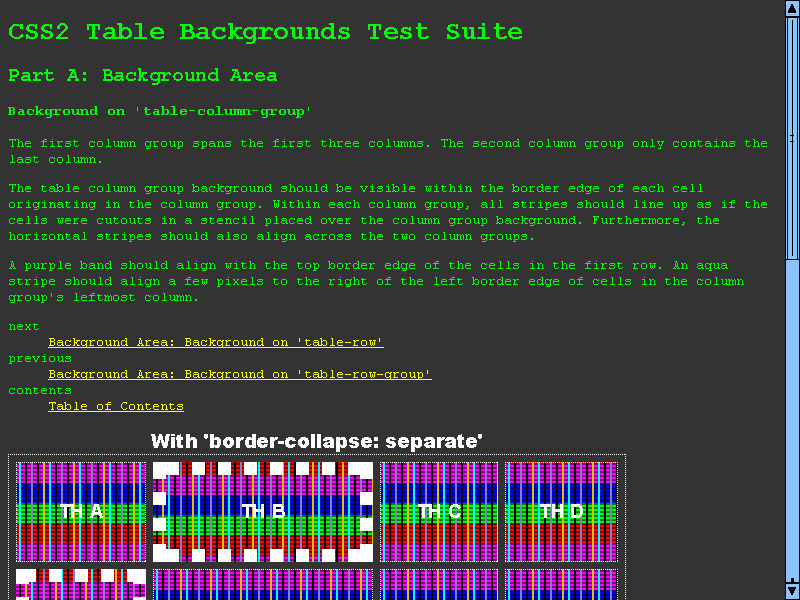 CSS2 Table Backgrounds Test Suite
Part A: Background Area
Background on 'table-column-group'
The first column group spans the first three columns. The second column group only contains the
last column.
The table column group background should be visible within the border edge of each cell
originating in the column group. Within each column group, all stripes should line up as if the
cells were cutouts in a stencil placed over the column group background. Furthermore, the
horizontal stripes should also align across the two column groups.
A purple band should align with the top border edge of the cells in the first row. An aqua
stripe should align a few pixels to the right of the left border edge of cells in the column
group's leftmost column.
next
Background Area: Background on 'table-row'
previous
Background Area: Background on 'table-row-group'
contents
Table of Contents
With 'border-collapse: separate'
TH A TH B TH C TH D